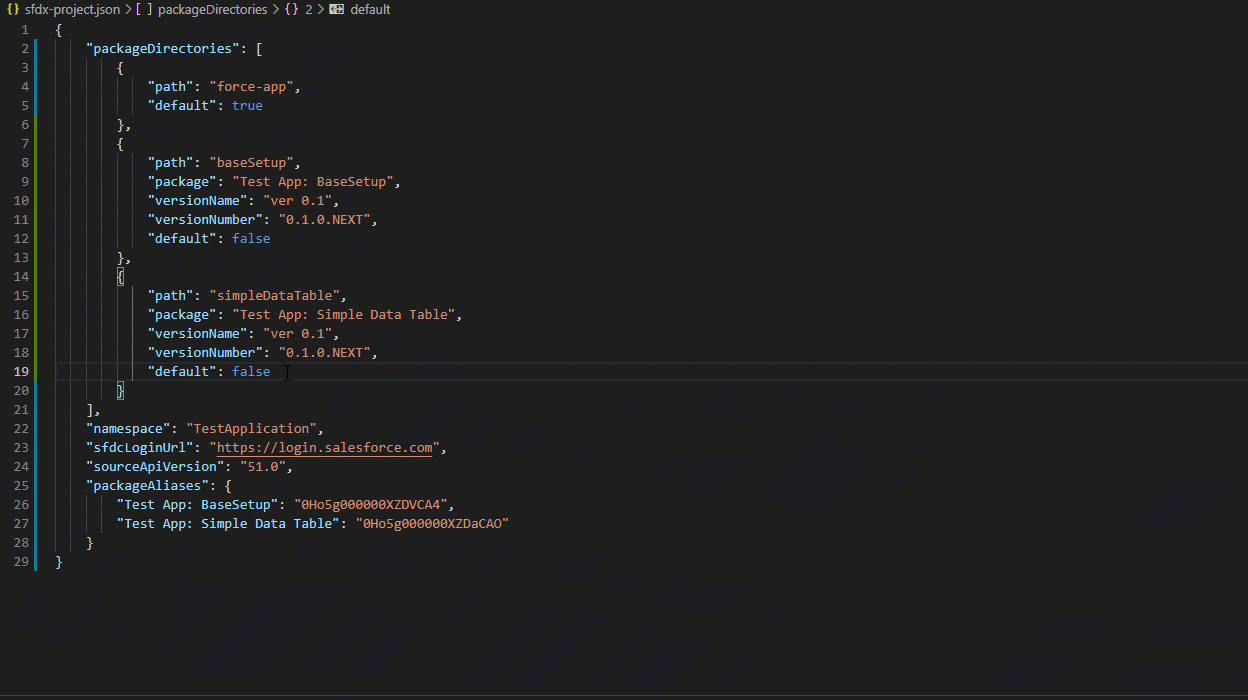 sfdx-project.json > [ ] packageDirectories > {} 2 > default
1 {
2 "packageDirectories": [
3 {
4 "path": "force-app",
5 "default": true
6 },
7 {
8 "path": "baseSetup",
9 "package": "Test App: BaseSetup",
10 "versionName": "ver 0.1",
11 "versionNumber": "0.1.0.NEXT",
12 "default": false
13 },
14 {
15 "path": "simpleDataTable",
16 "package": "Test App: Simple Data Table",
17 "versionName": "ver 0.1",
18 "versionNumber": "0.1.0.NEXT",
19 "default": false
20 }
21 ],
22 "namespace": "TestApplication",
23 "sfdcLoginUrl": "https://login.salesforce.com",
24 "sourceApiVersion": "51.0",
25 "packageAliases": {
26 "Test App: BaseSetup": "0Ho5g000000XZDVCA4",
27 "Test App: Simple Data Table": "0Ho5g000000XZDaCAO"
28 }
29 }